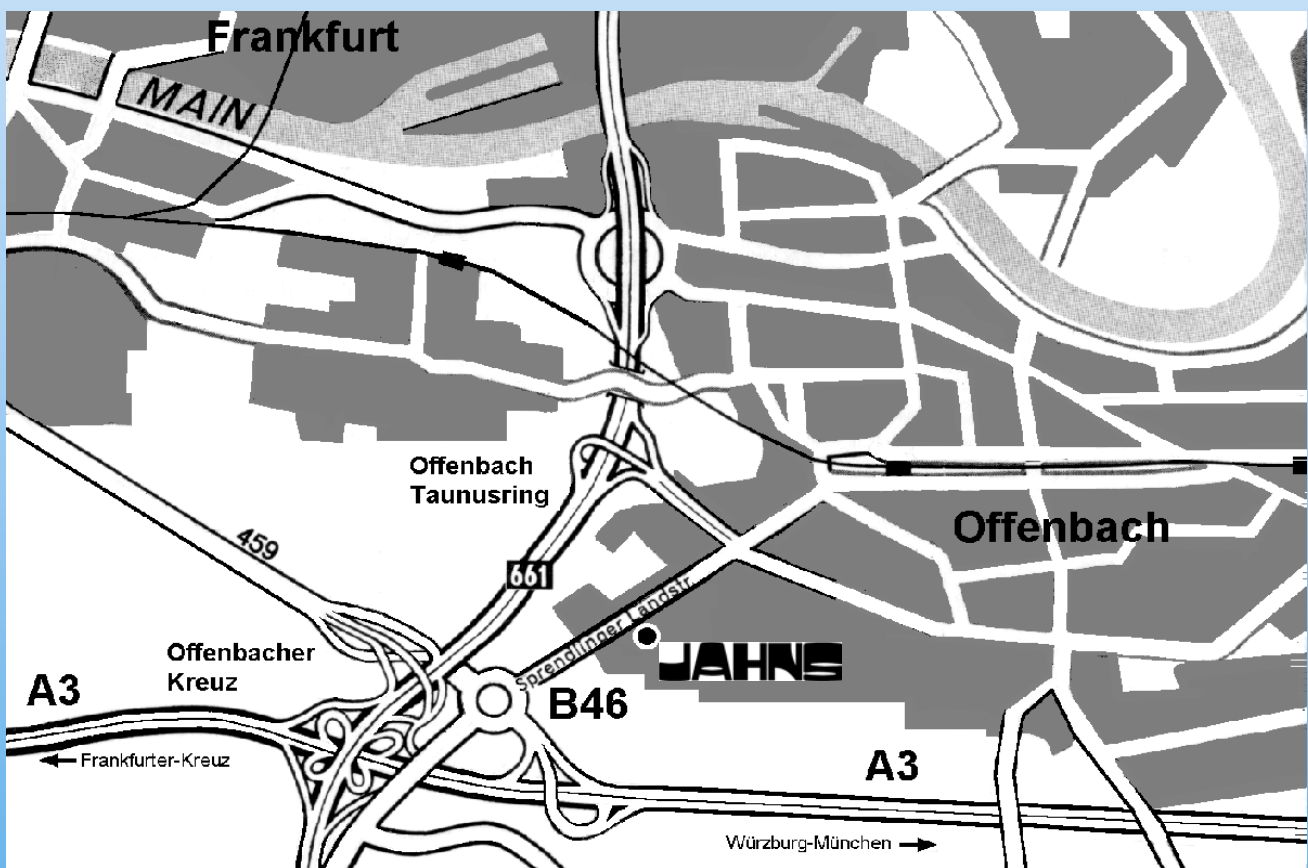 Frankfurt
MAIN
Offenbach
Taunusring
459
661
Offenbach
Sprendlinger Landstr.
JAHNS
Offenbacher
Kreuz
A3
B46
Frankfurter-Kreuz
A3
Würzburg-München